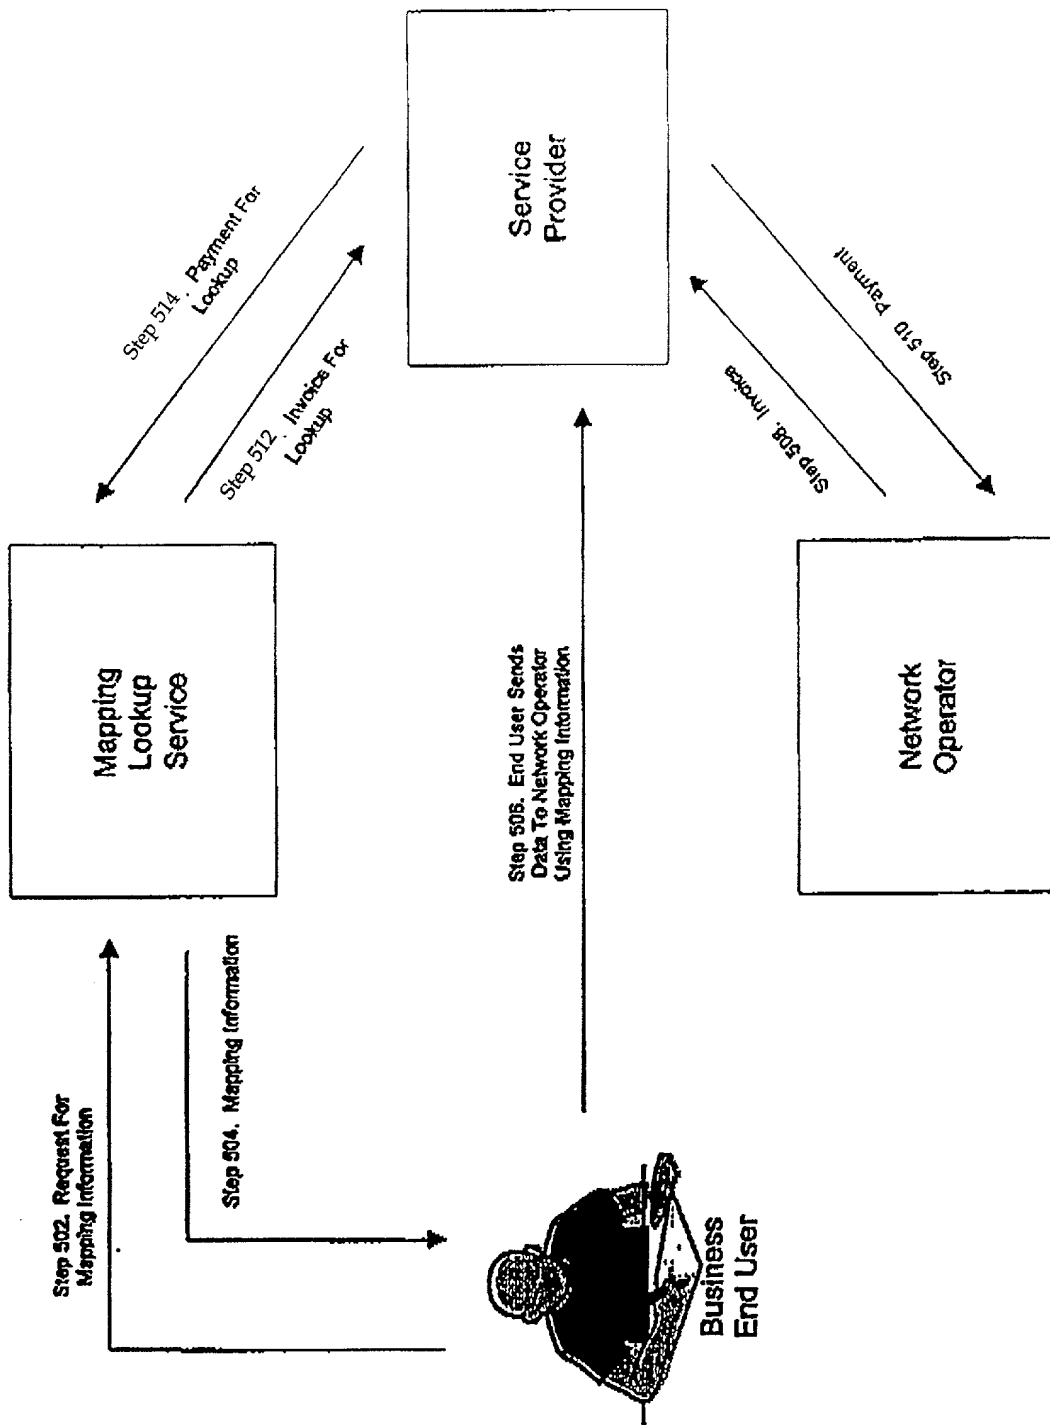 Step 502. Request For
Mapping Information
Step 504. Mapping Information
Mapping
Lookup
Service
Step 514. Payment For
Lookup
Step 512. Invoice For
Lookup
Step 506. End User Sends
Data To Network Operator
Using Mapping Information
Service
Provider
Business
End User
Step 508. Invoice
Step 510 Payment
Network
Operator